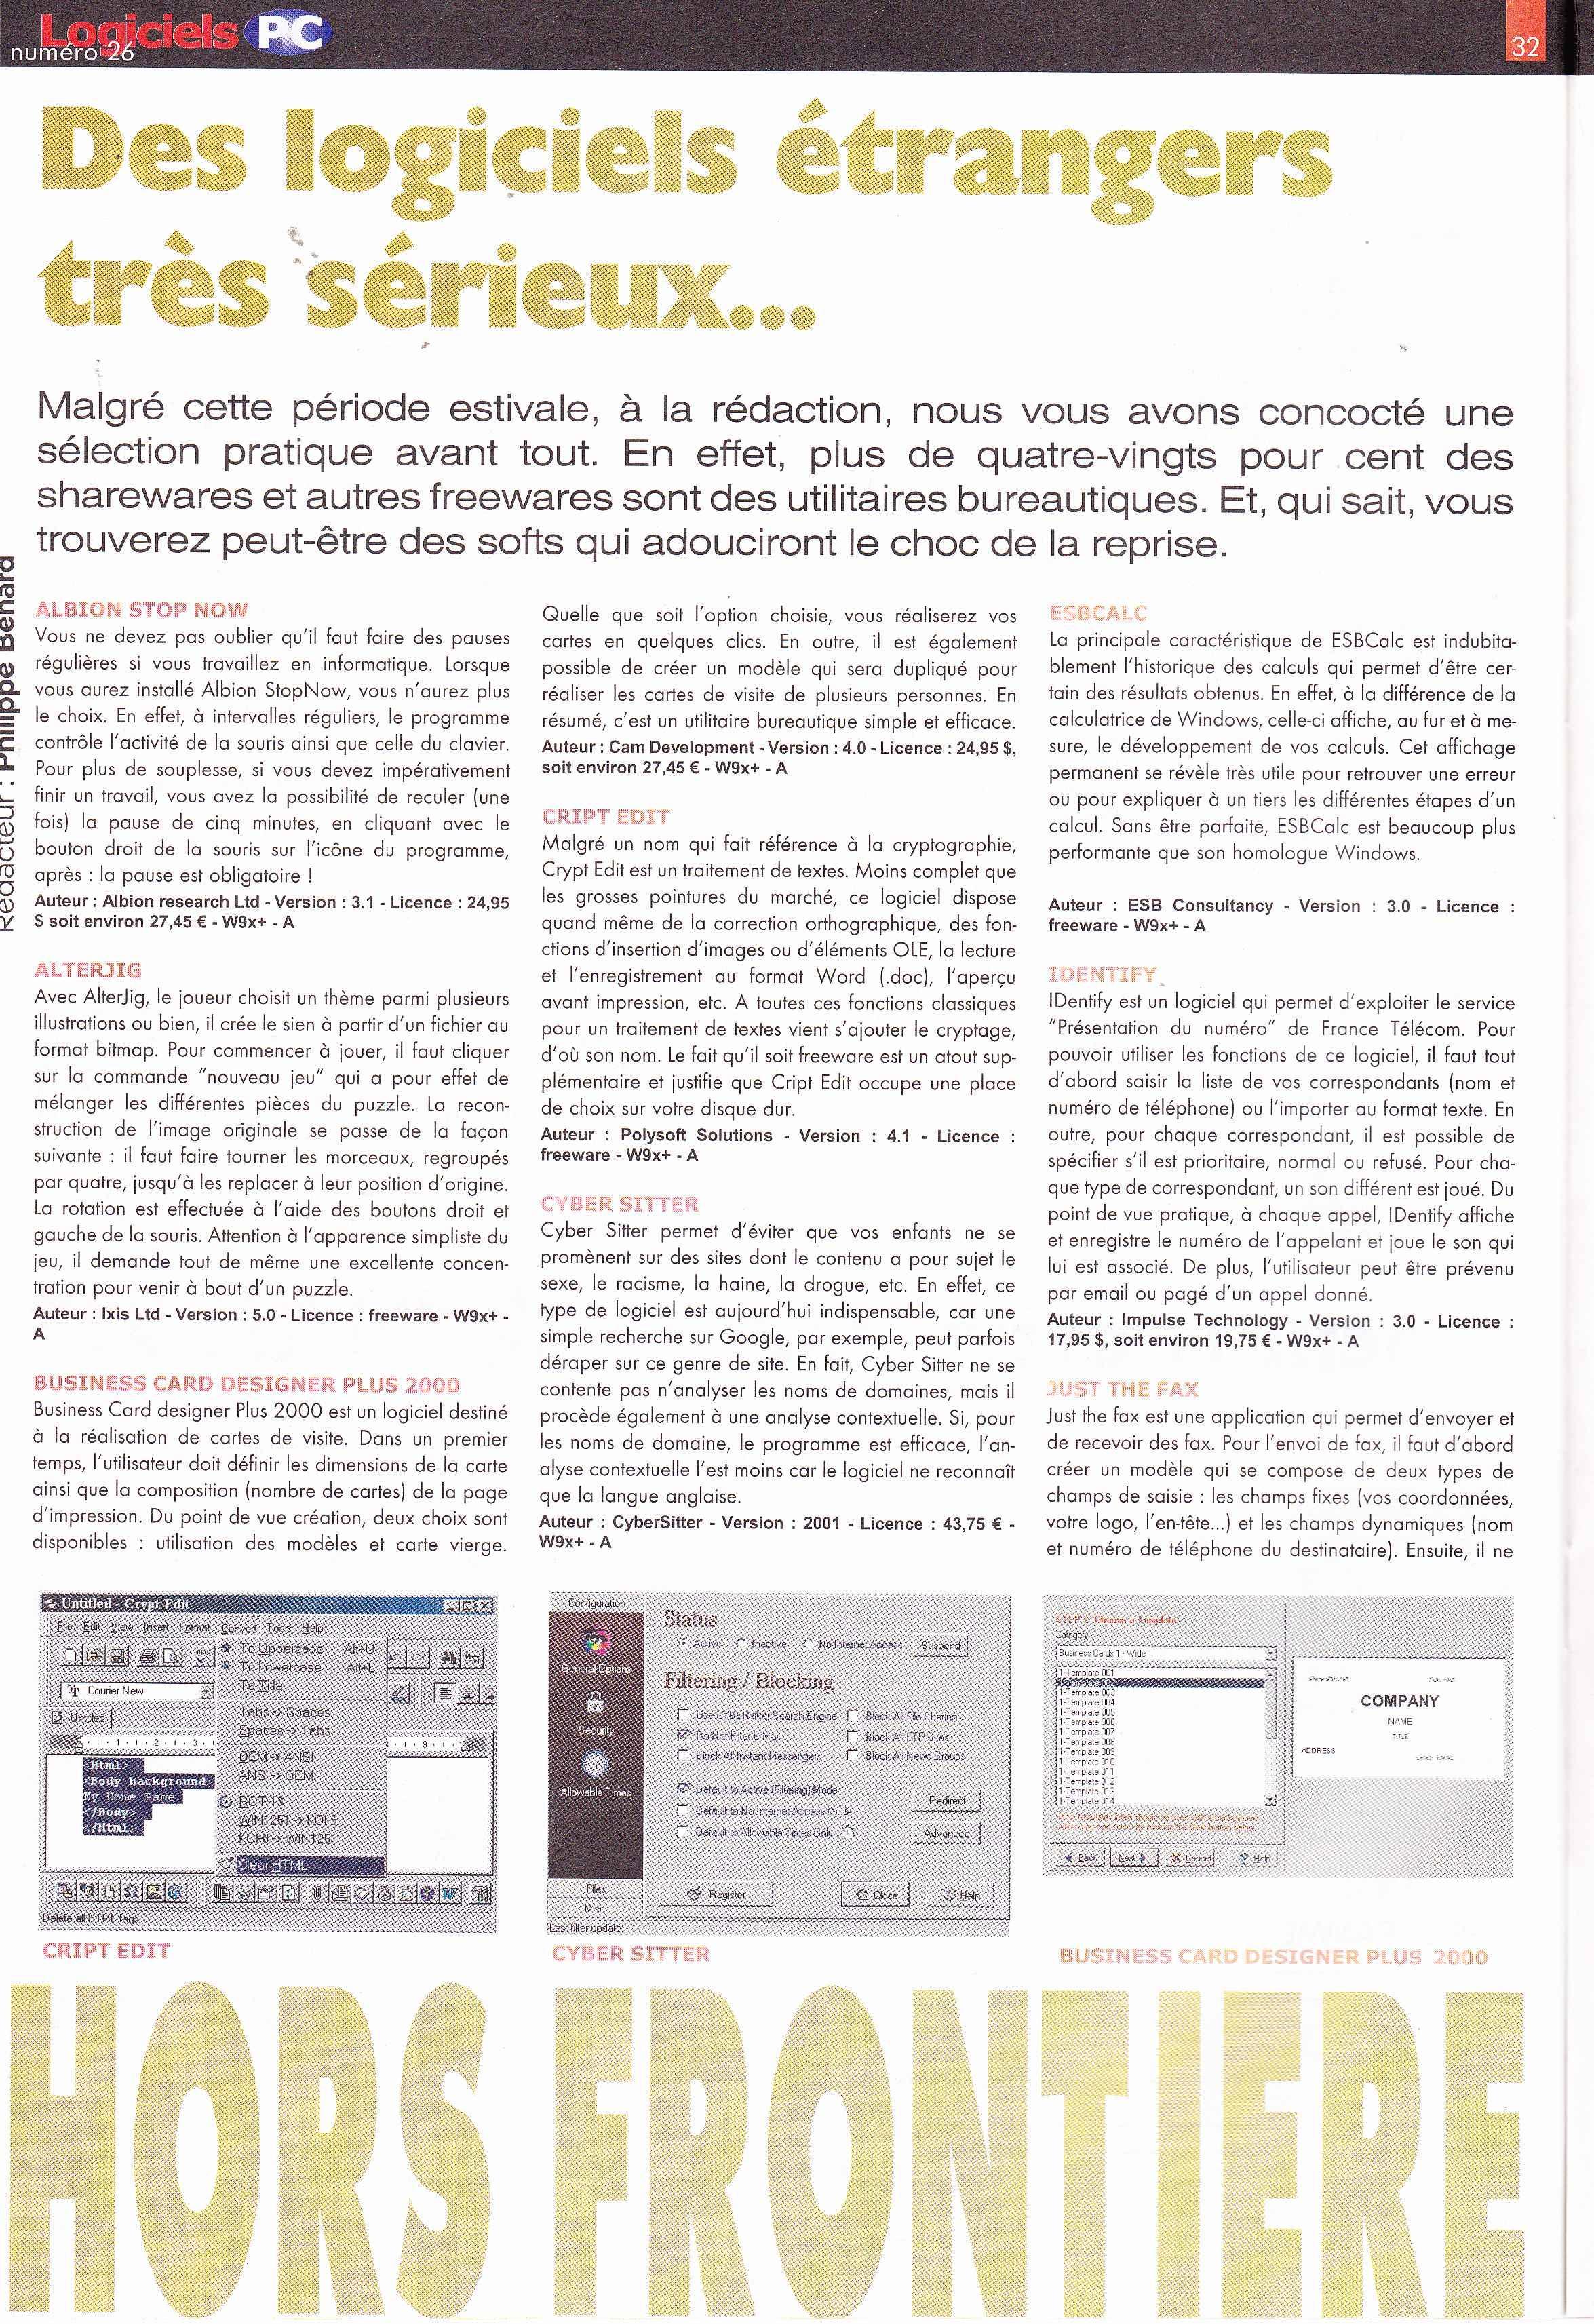 Logiciels PC
numéro 26
32
Des logiciels étrangers
très sérieux...
Malgré cette période estivale, à la rédaction, nous vous avons concocté une
sélection pratique avant tout. En effet, plus de quatre-vingts pour cent des
sharewares et autres freewares sont des utilitaires bureautiques. Et, qui sait, vous
trouverez peut-être des softs qui adouciront le choc de la reprise.
Rédacteur : Philippe Benard
ALBION STOP NOW
Vous ne devez pas oublier qu'il faut faire des pauses
régulières si vous travaillez en informatique. Lorsque
vous aurez installé Albion StopNow, vous n'aurez plus
le choix. En effet, à intervalles réguliers, le programme
contrôle l'activité de la souris ainsi que celle du clavier.
Pour plus de souplesse, si vous devez impérativement
finir un travail, vous avez la possibilité de reculer (une
fois) la pause de cinq minutes, en cliquant avec le
bouton droit de la souris sur l'icône du programme,
après : la pause est obligatoire !
Auteur : Albion research Ltd - Version : 3.1 - Licence : 24,95
$ soit environ 27,45 € - W9x+ - A
ALTERJIG
Avec AlterJig, le joueur choisit un thème parmi plusieurs
illustrations ou bien, il crée le sien à partir d'un fichier au
format bitmap. Pour commencer à jouer, il faut cliquer
sur la commande "nouveau jeu" qui a pour effet de
mélanger les différentes pièces du puzzle. La recon-
struction de l'image originale se passe de la façon
suivante : il faut faire tourner les morceaux, regroupés
par quatre, jusqu'à les replacer à leur position d'origine.
La rotation est effectuée à l'aide des boutons droit et
gauche de la souris. Attention à l'apparence simpliste du
jeu, il demande tout de même une excellente concen-
tration pour venir à bout d'un puzzle.
Auteur : Ixis Ltd - Version : 5.0 - Licence : freeware - W9x+ -
A
BUSINESS CARD DESIGNER PLUS 2000
Business Card designer Plus 2000 est un logiciel destiné
à la réalisation de cartes de visite. Dans un premier
temps, l'utilisateur doit définir les dimensions de la carte
ainsi que la composition (nombre de cartes) de la page
d'impression. Du point de vue création, deux choix sont
disponibles : utilisation des modèles et carte vierge.
Quelle que soit l'option choisie, vous réaliserez vos
cartes en quelques clics. En outre, il est également
possible de créer un modèle qui sera dupliqué pour
réaliser les cartes de visite de plusieurs personnes. En
résumé, c'est un utilitaire bureautique simple et efficace.
Auteur : Cam Development - Version : 4.0 - Licence : 24,95 $,
soit environ 27,45 € - W9x+ - A
CRIPT EDIT
Malgré un nom qui fait référence à la cryptographie,
Crypt Edit est un traitement de textes. Moins complet que
les grosses pointures du marché, ce logiciel dispose
quand même de la correction orthographique, des fon-
ctions d'insertion d'images ou d'éléments OLE, la lecture
et l'enregistrement au format Word (.doc), l'aperçu
avant impression, etc. A toutes ces fonctions classiques
pour un traitement de textes vient s'ajouter le cryptage,
d'où son nom. Le fait qu'il soit freeware est un atout sup-
plémentaire et justifie que Cript Edit occupe une place
de choix sur votre disque dur.
Auteur : Polysoft Solutions - Version : 4.1 - Licence :
freeware - W9x+ - A
CYBER SITTER
Cyber Sitter permet d'éviter que vos enfants ne se
promènent sur des sites dont le contenu a pour sujet le
sexe, le racisme, la haine, la drogue, etc. En effet, ce
type de logiciel est aujourd'hui indispensable, car une
simple recherche sur Google, par exemple, peut parfois
déraper sur ce genre de site. En fait, Cyber Sitter ne se
contente pas n'analyser les noms de domaines, mais il
procède également à une analyse contextuelle. Si, pour
les noms de domaine, le programme est efficace, l'an-
alyse contextuelle l'est moins car le logiciel ne reconnaît
que la langue anglaise.
Auteur : CyberSitter - Version : 2001 - Licence : 43,75 € -
W9x+ - A
ESBCALC
La principale caractéristique de ESBCalc est indubita-
blement l'historique des calculs qui permet d'être cer-
tain des résultats obtenus. En effet, à la différence de la
calculatrice de Windows, celle-ci affiche, au fur et à me-
sure, le développement de vos calculs. Cet affichage
permanent se révèle très utile pour retrouver une erreur
ou pour expliquer à un tiers les différentes étapes d'un
calcul. Sans être parfaite, ESBCalc est beaucoup plus
performante que son homologue Windows.
Auteur : ESB Consultancy - Version : 3.0 - Licence :
freeware - W9x+ - A
IDENTIFY
IDentify est un logiciel qui permet d'exploiter le service
"Présentation du numéro" de France Télécom. Pour
pouvoir utiliser les fonctions de ce logiciel, il faut tout
d'abord saisir la liste de vos correspondants (nom et
numéro de téléphone) ou l'importer au format texte. En
outre, pour chaque correspondant, il est possible de
spécifier s'il est prioritaire, normal ou refusé. Pour cha-
que type de correspondant, un son différent est joué. Du
point de vue pratique, à chaque appel, IDentify affiche
et enregistre le numéro de l'appelant et joue le son qui
lui est associé. De plus, l'utilisateur peut être prévenu
par email ou pagé d'un appel donné.
Auteur : Impulse Technology - Version : 3.0 - Licence :
17,95 $, soit environ 19,75 € - W9x+ - A
JUST THE FAX
Just the fax est une application qui permet d'envoyer et
de recevoir des fax. Pour l'envoi de fax, il faut d'abord
créer un modèle qui se compose de deux types de
champs de saisie : les champs fixes (vos coordonnées,
votre logo, l'en-tête...) et les champs dynamiques (nom
et numéro de téléphone du destinataire). Ensuite, il ne
Untitled - Crypt Edit
File Edit View Insert Format Convert Tools Help
To Uppercase Alt+U
To Lowercase Alt+L
To Title
Tabs -> Spaces
Spaces -> Tabs
OEM -> ANSI
ANSI -> OEM
ROT-13
WIN1251 -> KOI-8
KOI-8 -> WIN1251
Clear HTML
Courier New
Untitled
<Html>
<Body background=
My Home Page
</Body>
</Html>
Delete all HTML tags
CRIPT EDIT
Configuration
General Options
Security
Allowable Times
Files
Misc.
Last filter update:
Status
Active Inactive No Internet Access Suspend
Filtering / Blocking
Use CYBERsitter Search Engine Block All File Sharing
Do Not Filter E-Mail Block All FTP Sites
Block All Instant Messengers Block All News Groups
Default to Active (Filtering) Mode
Default to No Internet Access Mode
Default to Allowable Times Only
Redirect
Advanced
Register Close Help
CYBER SITTER
STEP 2: Choose a Template
Category
Business Cards 1 - Wide
1-Template 001
1-Template 002
1-Template 003
1-Template 004
1-Template 005
1-Template 006
1-Template 007
1-Template 008
1-Template 009
1-Template 010
1-Template 011
1-Template 012
1-Template 013
1-Template 014
Back Next Cancel Help
COMPANY
NAME
TITLE
ADDRESS
BUSINESS CARD DESIGNER PLUS 2000
HORS FRONTIERE